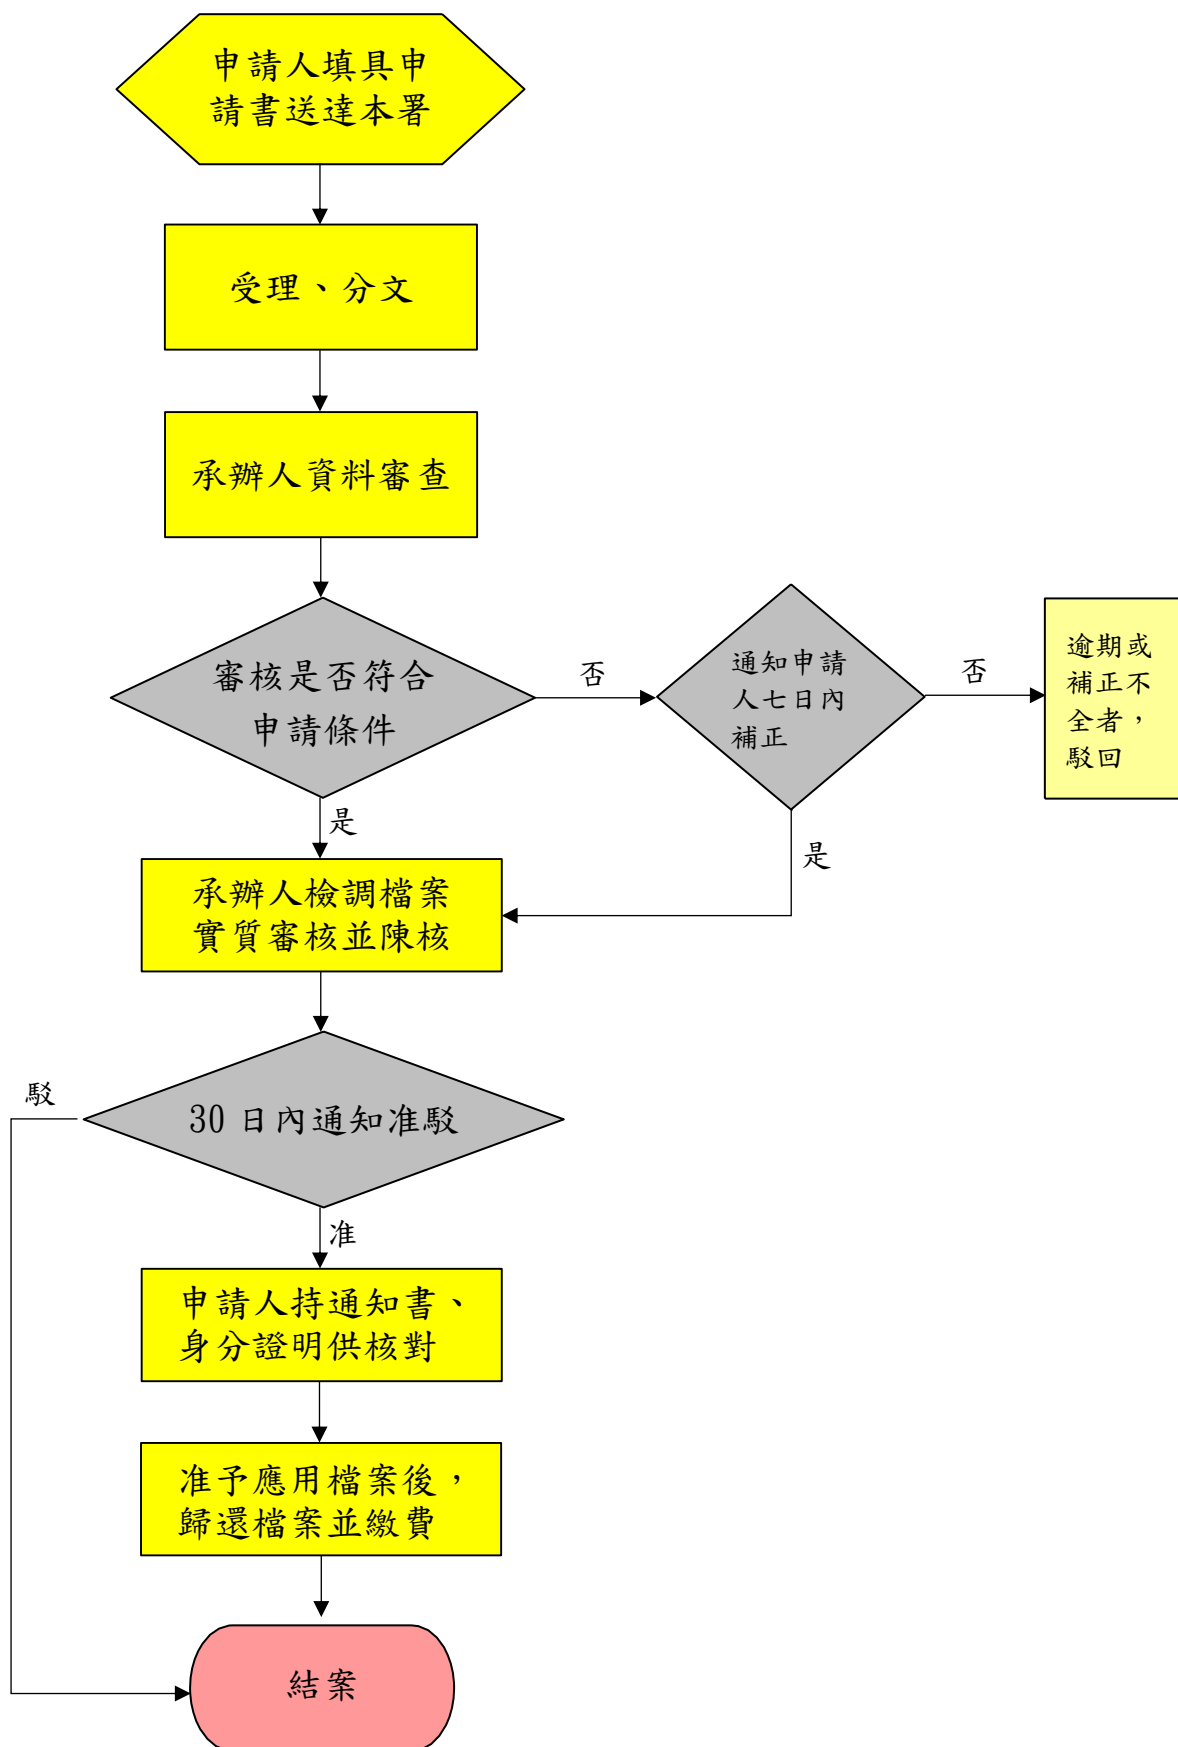 申請人填具申
請書送達本署
受理、分文
承辦人資料審查
審核是否符合
申請條件
否
通知申請
人七日內
補正
否
逾期或
補正不
全者，
駁回
是
是
承辦人檢調檔案
實質審核並陳核
駁
30 日內通知准駁
准
申請人持通知書、
身分證明供核對
准予應用檔案後，
歸還檔案並繳費
結案